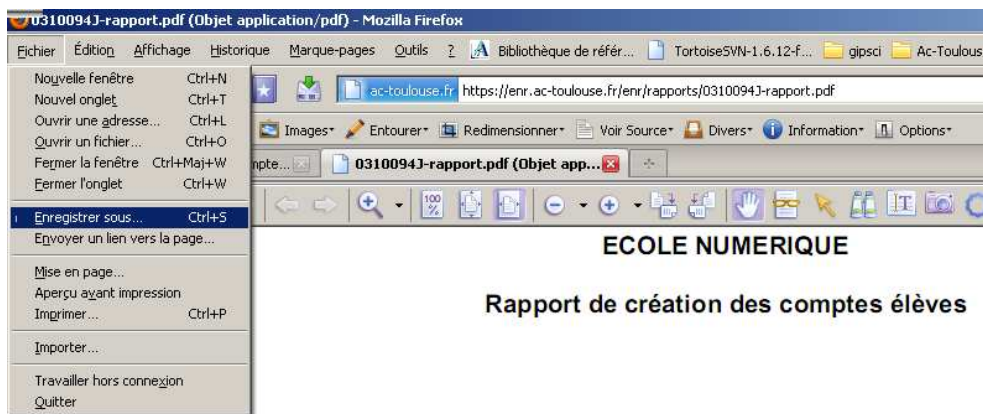 0310094J-rapport.pdf (Objet application/pdf) - Mozilla Firefox
Fichier Édition Affichage Historique Marque-pages Outils ? Bibliothèque de référ... TortoiseSVN-1.6.12-f... gipsci Ac-Toulous
Nouvelle fenêtre Ctrl+N
Nouvel onglet Ctrl+T
Ouvrir une adresse... Ctrl+L
Ouvrir un fichier... Ctrl+O
Fermer la fenêtre Ctrl+Maj+W
Fermer l'onglet Ctrl+W
Enregistrer sous... Ctrl+S
Envoyer un lien vers la page...
Mise en page...
Aperçu avant impression
Imprimer... Ctrl+P
Importer...
Travailler hors connexion
Quitter
ac-toulouse.fr https://enr.ac-toulouse.fr/enr/rapports/0310094J-rapport.pdf
Images Entourer Redimensionner Voir Source Divers Information Options
mpte... 0310094J-rapport.pdf (Objet app...
100 %
T
ECOLE NUMERIQUE
Rapport de création des comptes élèves